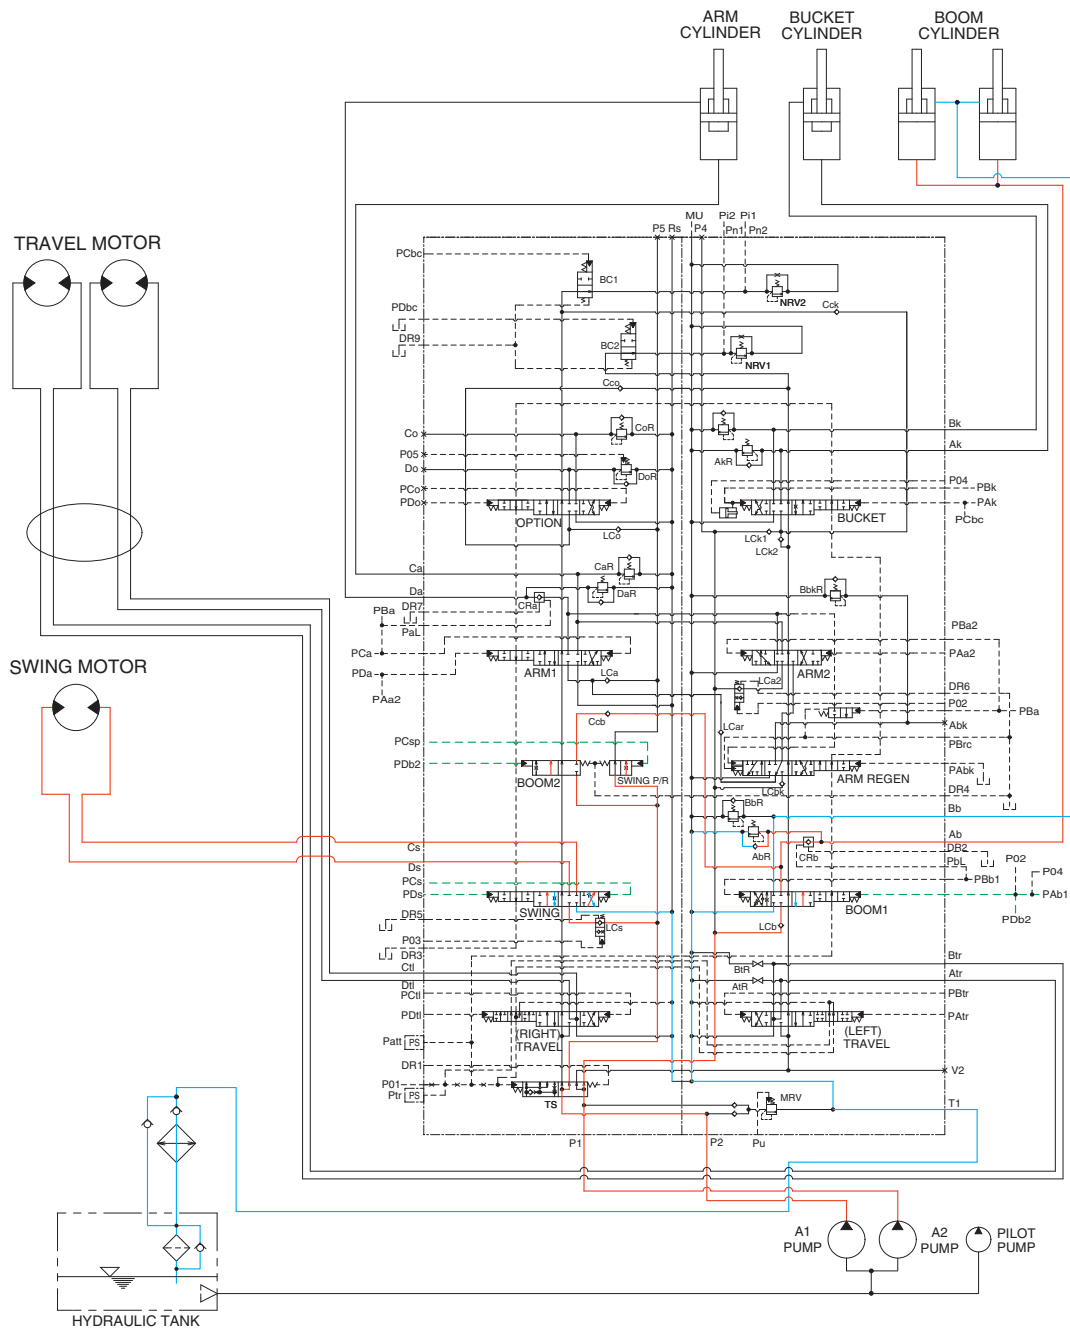 ARM
CYLINDER
BUCKET
CYLINDER
BOOM
CYLINDER
TRAVEL MOTOR
SWING MOTOR
P5 Rs
MU
P4
Pi2 Pi1
Pn1 Pn2
PCbc
BC1
NRV2
Cck
PDbc
DR9
BC2
NRV1
Cco
Co
CoR
Bk
P05
Do
DoR
AkR
Ak
PCo
PDo
OPTION
LCo
P04
PBk
PAk
PCbc
BUCKET
LCk1
LCk2
Ca
CaR
Da
DaR
CRa
BbkR
DR7
PBa
PaL
PCa
PDa
PAa2
ARM1
LCa
PBa2
PAa2
ARM2
LCa2
DR6
P02
PBa
Ccb
LCar
Abk
PCsp
PDb2
BOOM2
SWING P/R
PBrc
PAbk
ARM REGEN
LCbk
DR4
BbR
Bb
AbR
CRb
Ab
DR2
PbL
P02
P04
PBb1
PAb1
PDb2
BOOM1
LCb
Cs
Ds
PCs
PDs
SWING
DR5
LCs
P03
DR3
Ctl
Dtl
PCtl
PDtl
(RIGHT)
TRAVEL
BtR
AtR
Btr
Atr
PBtr
PAtr
(LEFT)
TRAVEL
Patt
PS
DR1
P01
Ptr
PS
TS
V2
MRV
T1
P1
P2
Pu
A1
PUMP
A2
PUMP
PILOT
PUMP
HYDRAULIC TANK